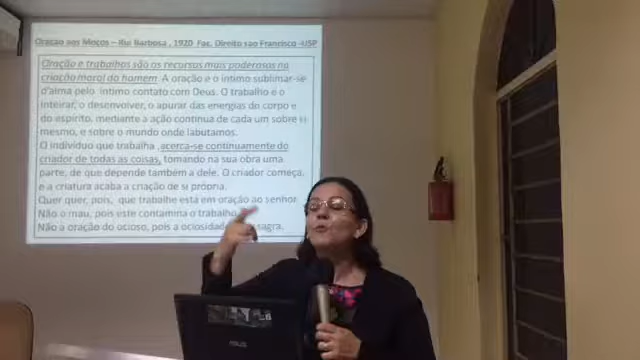 Oração aos Moços – Rui Barbosa , 1920 Fac. Direito sao Francisco -USP
Oração e trabalhos são os recursos mais poderosos na
criação moral do homem. A oração e o íntimo sublimar-se
d'alma pelo íntimo contato com Deus. O trabalho e o
inteirar, o desenvolver, o apurar das energias do corpo e
do espírito, mediante a ação continua de cada um sobre si
mesmo, e sobre o mundo onde labutamos.
O indivíduo que trabalha ,acerca-se continuamente do
criador de todas as coisas, tomando na sua obra uma
parte, de que depende também a dele. O criador começa,
e a criatura acaba a criação de si própria.
Quer quer, pois, que trabalhe está em oração ao senhor.
Não o mau, pois este contamina o trabalho
Não a oração do ocioso, pois a ociosidade sagra.
ASUS